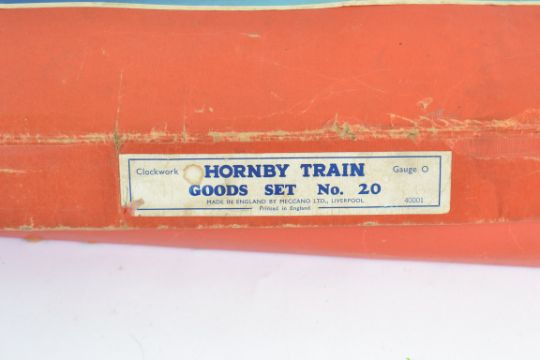 Clockwork HORNBY TRAIN Gauge O
GOODS SET No. 20
MADE IN ENGLAND BY MECCANO LTD., LIVERPOOL 40001
Printed in England